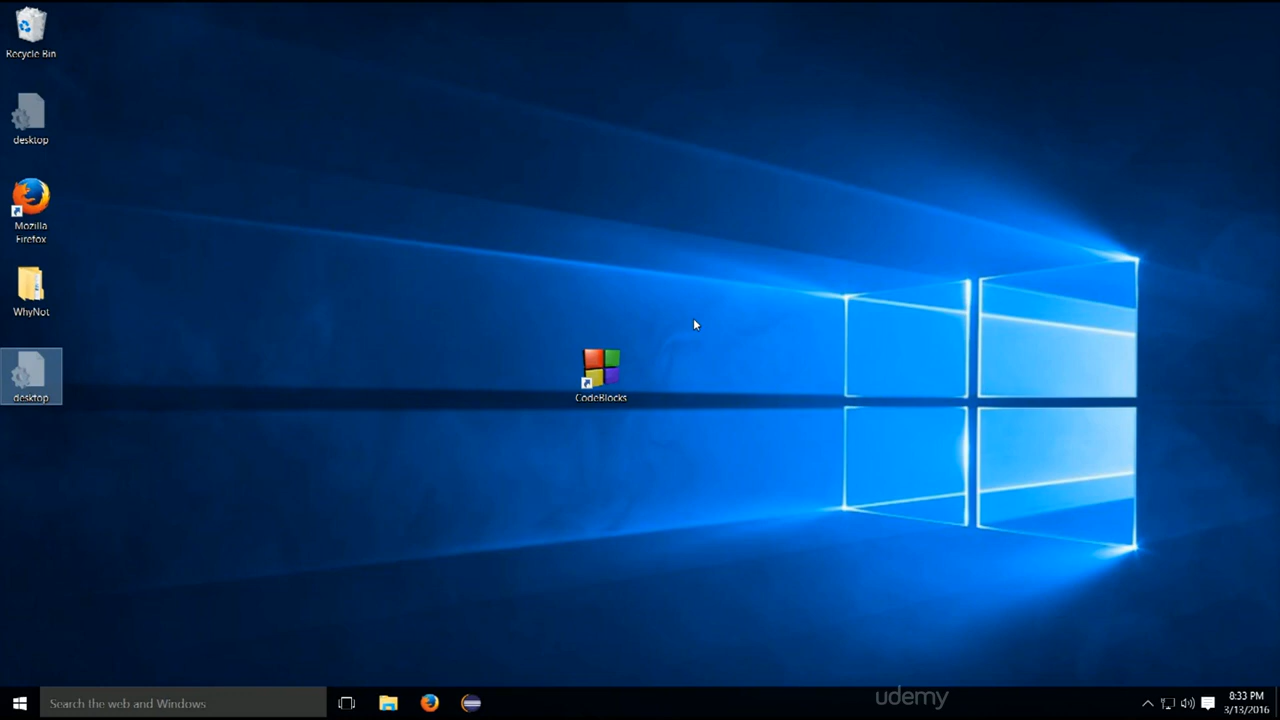 Recycle Bin
desktop
Mozilla
Firefox
WhyNot
desktop
CodeBlocks
Search the web and Windows
udemy
8:33 PM
3/13/2016